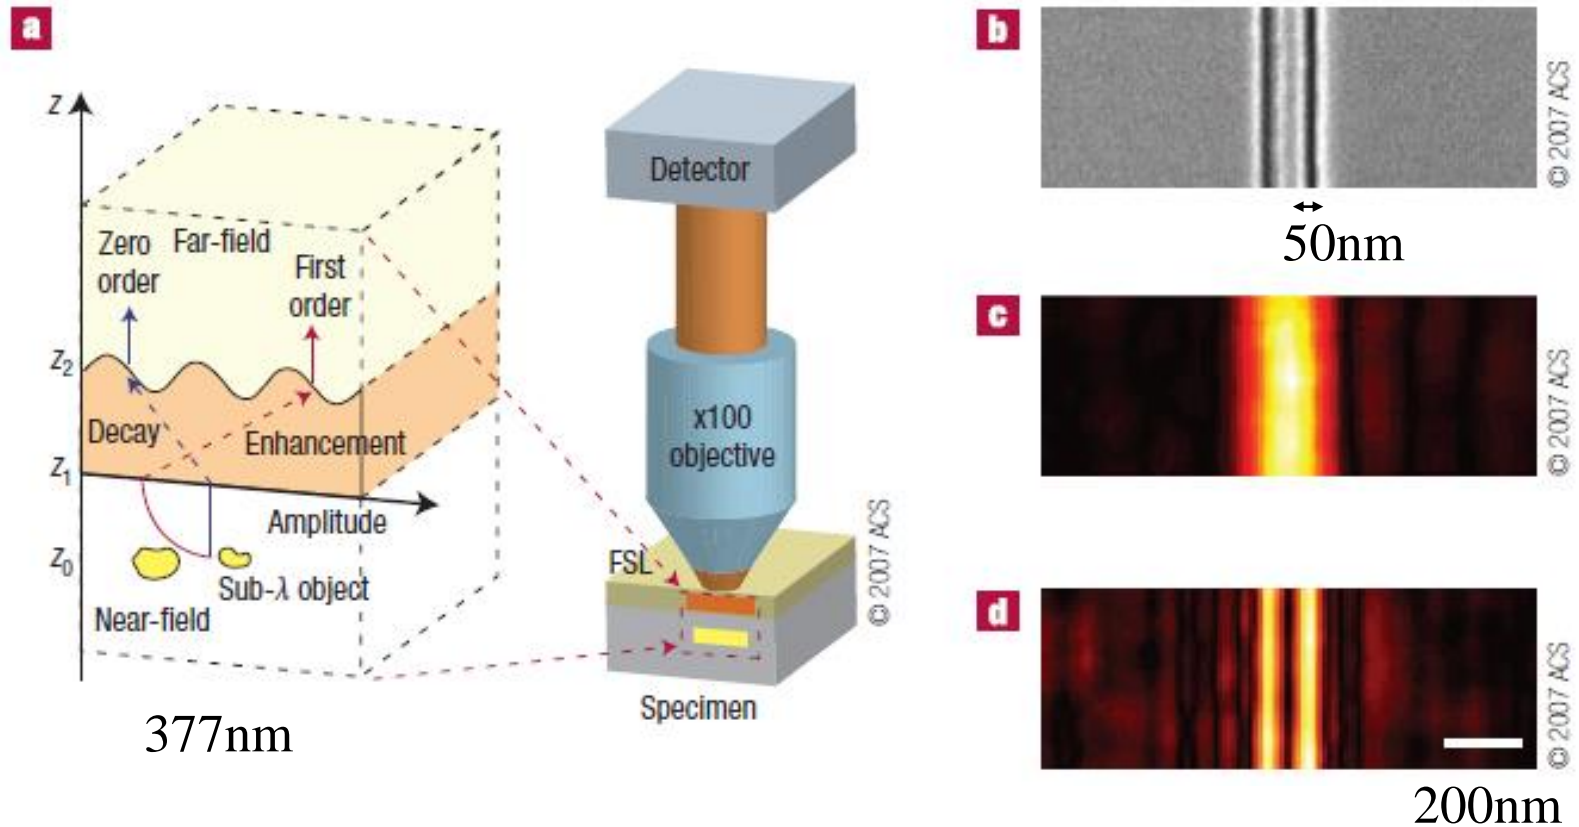 a
Z
Zero
order
Far-field
First
order
Z2
Decay
Enhancement
Z1
Amplitude
Z0
Sub-λ object
Near-field
377nm
Detector
x100
objective
FSL
Specimen
© 2007 ACS
b
© 2007 ACS
50nm
c
© 2007 ACS
d
© 2007 ACS
200nm